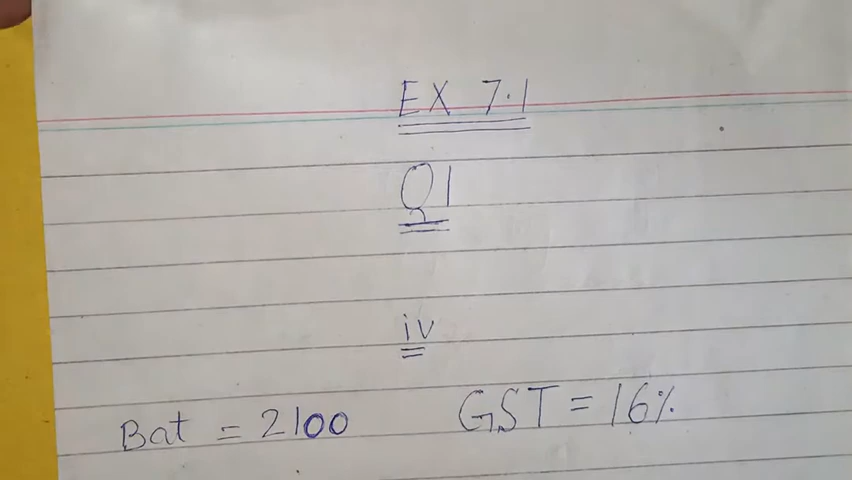 EX 7.1
Q1
iv
Bat = 2100 GST = 16%